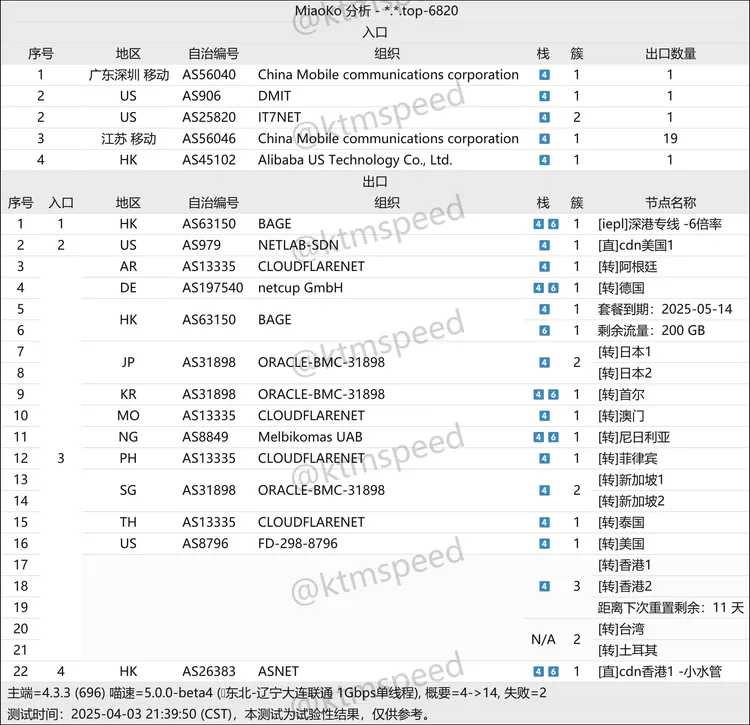 MiaoKo 分析 - *.*.top-6820
入口
序号 地区 自治编号 组织 栈 簇 出口数量
1 广东深圳 移动 AS56040 China Mobile communications corporation 4 1 1
2 US AS906 DMIT 4 1 1
2 US AS25820 IT7NET 4 2 1
3 江苏 移动 AS56046 China Mobile communications corporation 4 1 19
4 HK AS45102 Alibaba US Technology Co., Ltd. 4 1 1
出口
序号 入口 地区 自治编号 组织 栈 簇 节点名称
1 1 HK AS63150 BAGE 4 6 1 [iepl]深港专线 -6倍率
2 2 US AS979 NETLAB-SDN 4 1 [直]cdn美国1
3 AR AS13335 CLOUDFLARENET 4 1 [转]阿根廷
4 DE AS197540 netcup GmbH 4 6 1 [转]德国
5 4 1 套餐到期：2025-05-14
HK AS63150 BAGE
6 6 1 剩余流量：200 GB
7 [转]日本1
JP AS31898 ORACLE-BMC-31898 4 2
8 [转]日本2
9 KR AS31898 ORACLE-BMC-31898 4 6 1 [转]首尔
10 MO AS13335 CLOUDFLARENET 4 1 [转]澳门
11 NG AS8849 Melbikomas UAB 4 6 1 [转]尼日利亚
12 3 PH AS13335 CLOUDFLARENET 4 1 [转]菲律宾
13 [转]新加坡1
SG AS31898 ORACLE-BMC-31898 4 2
14 [转]新加坡2
15 TH AS13335 CLOUDFLARENET 4 1 [转]泰国
16 US AS8796 FD-298-8796 4 1 [转]美国
17 [转]香港1
18 4 3 [转]香港2
19 距离下次重置剩余：11 天
20 [转]台湾
N/A 2
21 [转]土耳其
22 4 HK AS26383 ASNET 4 6 1 [直]cdn香港1 -小水管
主端=4.3.3 (696) 喵速=5.0.0-beta4 (东北-辽宁大连联通 1Gbps单线程), 概要=4->14, 失败=2
测试时间：2025-04-03 21:39:50 (CST)，本测试为试验性结果，仅供参考。
@ktmspeed
@ktmspeed
@ktmspeed
@ktmspeed
@ktmspeed
@ktmspeed
@ktmspeed